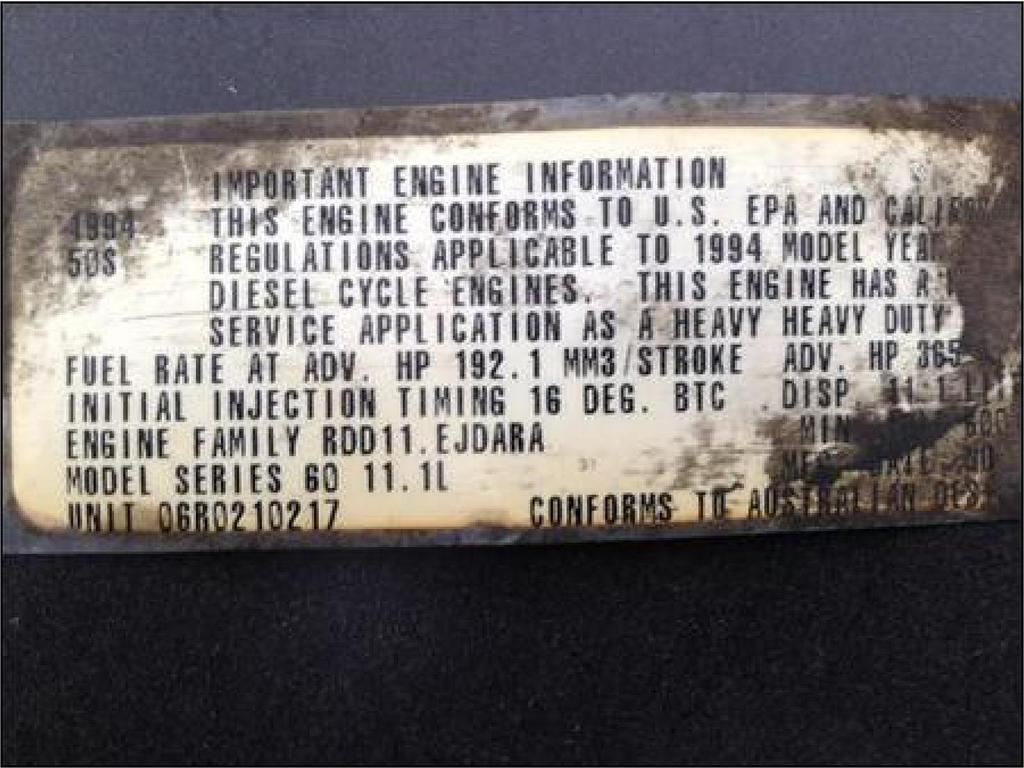 IMPORTANT ENGINE INFORMATION
1994 THIS ENGINE CONFORMS TO U.S. EPA AND
50S REGULATIONS APPLICABLE TO 1994 MODEL
DIESEL CYCLE ENGINES. THIS ENGINE HAS A
SERVICE APPLICATION AS A HEAVY HEAVY DUTY
FUEL RATE AT ADV. HP 192.1 MM3/STROKE ADV. HP 365
INITIAL INJECTION TIMING 16 DEG. BTC DISP
ENGINE FAMILY RDD11.EJDARA MIN
MODEL SERIES 60 11.1L
UNIT 06R0210217 CONFORMS TO AUSTRALIAN